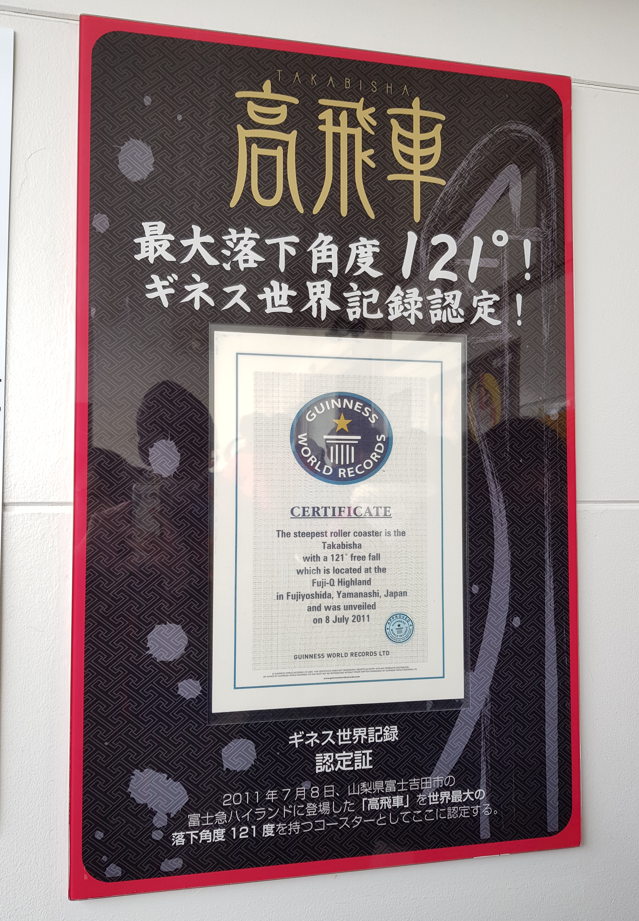 TAKABISHA
高飛車
最大落下角度121°!
ギネス世界記録認定!
GUINNESS
WORLD RECORDS
CERTIFICATE
The steepest roller coaster is the
Takabisha
with a 121° free fall
which is located at the
Fuji-Q Highland
in Fujiyoshida, Yamanashi, Japan
and was unveiled
on 8 July 2011
GUINNESS WORLD RECORDS LTD
ギネス世界記録
認定証
2011年7月8日、山梨県富士吉田市の
富士急ハイランドに登場した「高飛車」を世界最大の
落下角度121度を持つコースターとしてここに認定する。